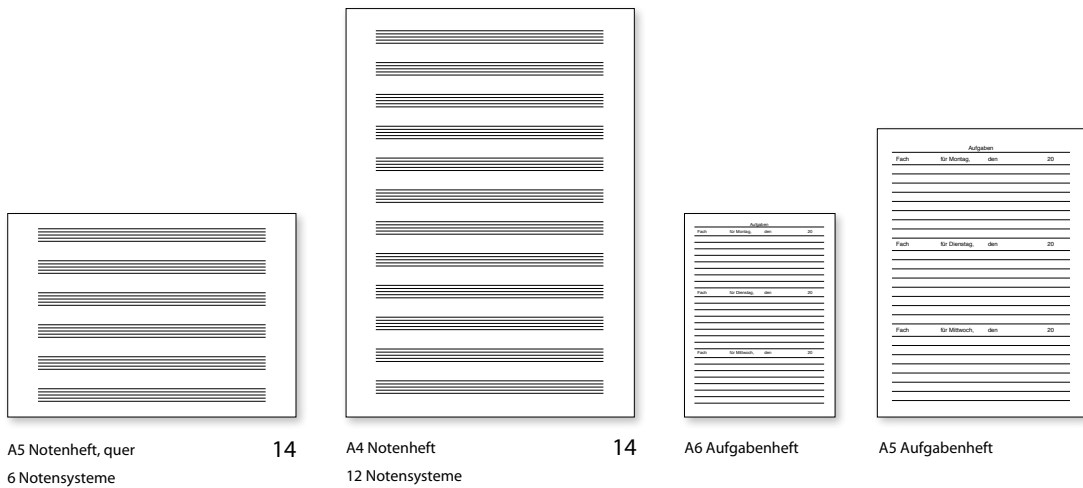 A5 Notenheft, quer 14
6 Notensysteme
A4 Notenheft 14
12 Notensysteme
Aufgaben
Fach für Montag, den 20
Fach für Dienstag, den 20
Fach für Mittwoch, den 20
A6 Aufgabenheft
Aufgaben
Fach für Montag, den 20
Fach für Dienstag, den 20
Fach für Mittwoch, den 20
A5 Aufgabenheft